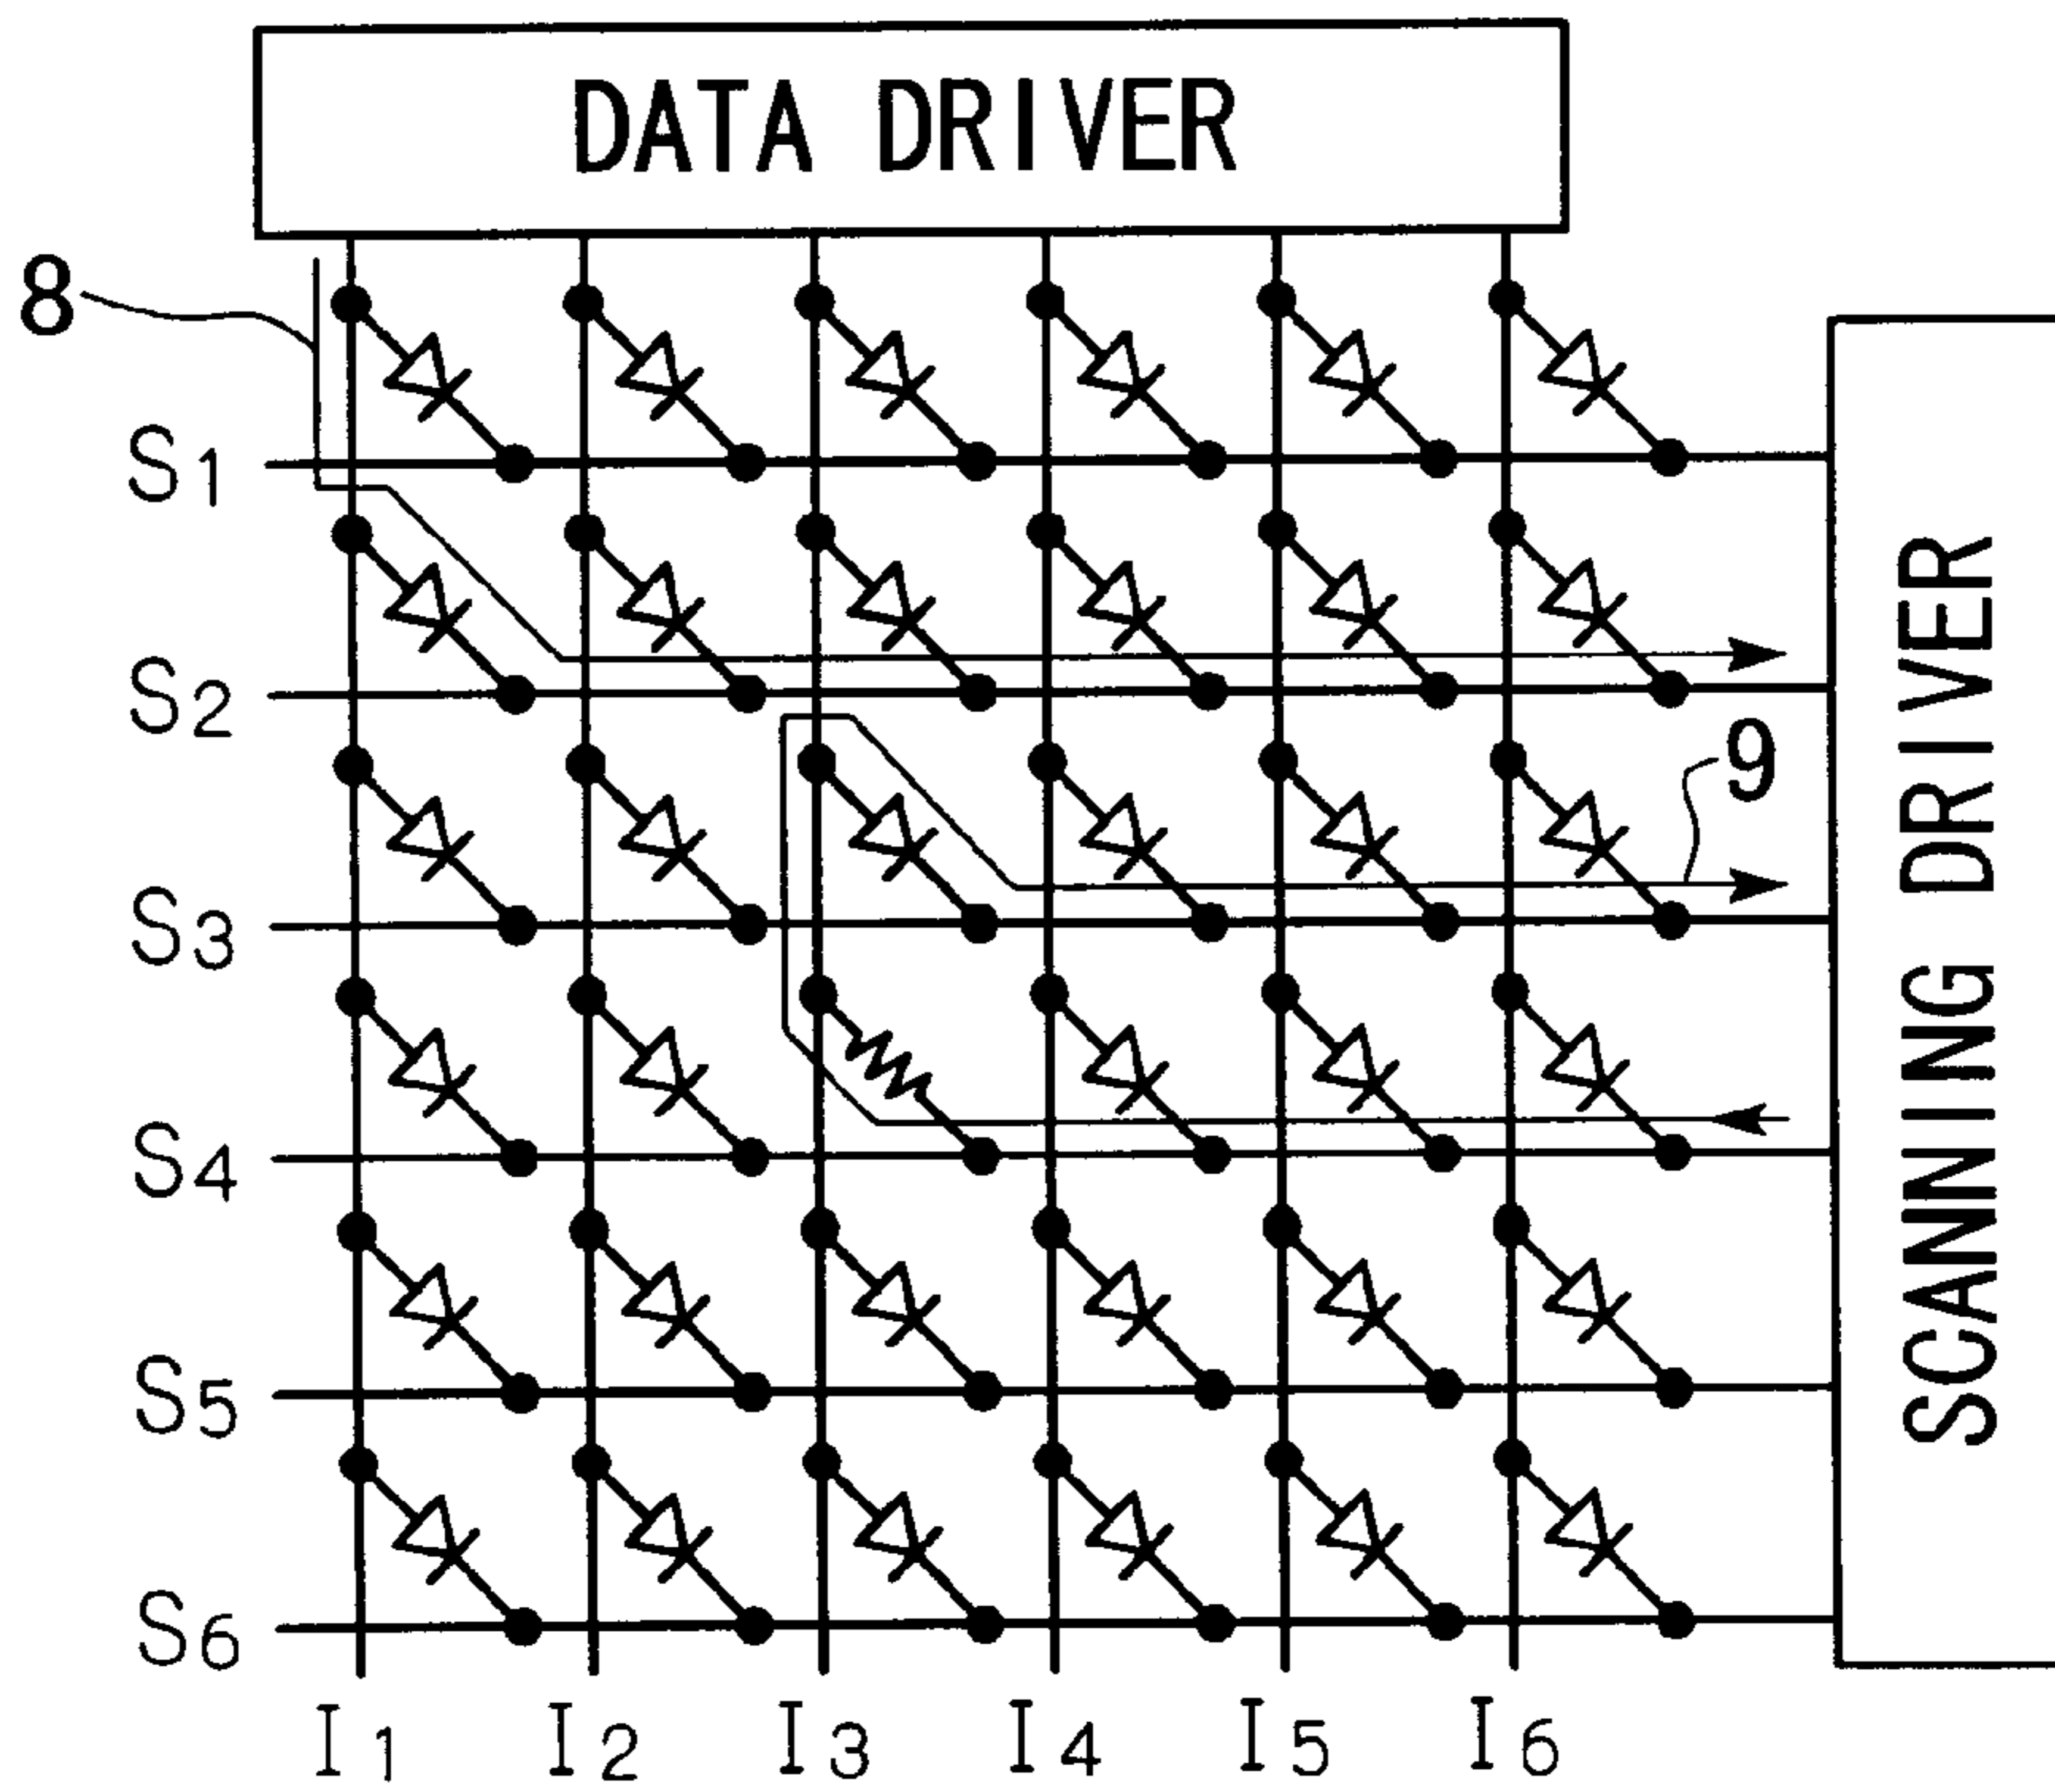 DATA DRIVER
8
S1
S2
9
S3
S4
S5
S6
SCANNING DRIVER
I1 I2 I3 I4 I5 I6